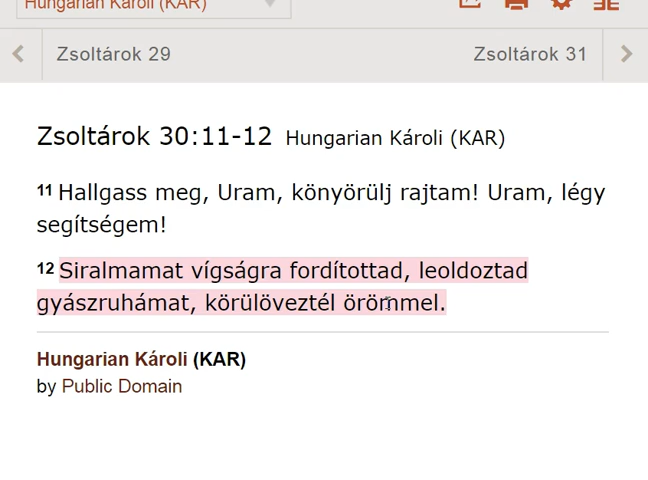 Hungarian Károli (KAR)
Zsoltárok 29
Zsoltárok 31
Zsoltárok 30:11-12 Hungarian Károli (KAR)
11 Hallgass meg, Uram, könyörülj rajtam! Uram, légy
segítségem!
12 Siralmamat vígságra fordítottad, leoldoztad
gyászruhámat, körülöveztél örömmel.
Hungarian Károli (KAR)
by Public Domain